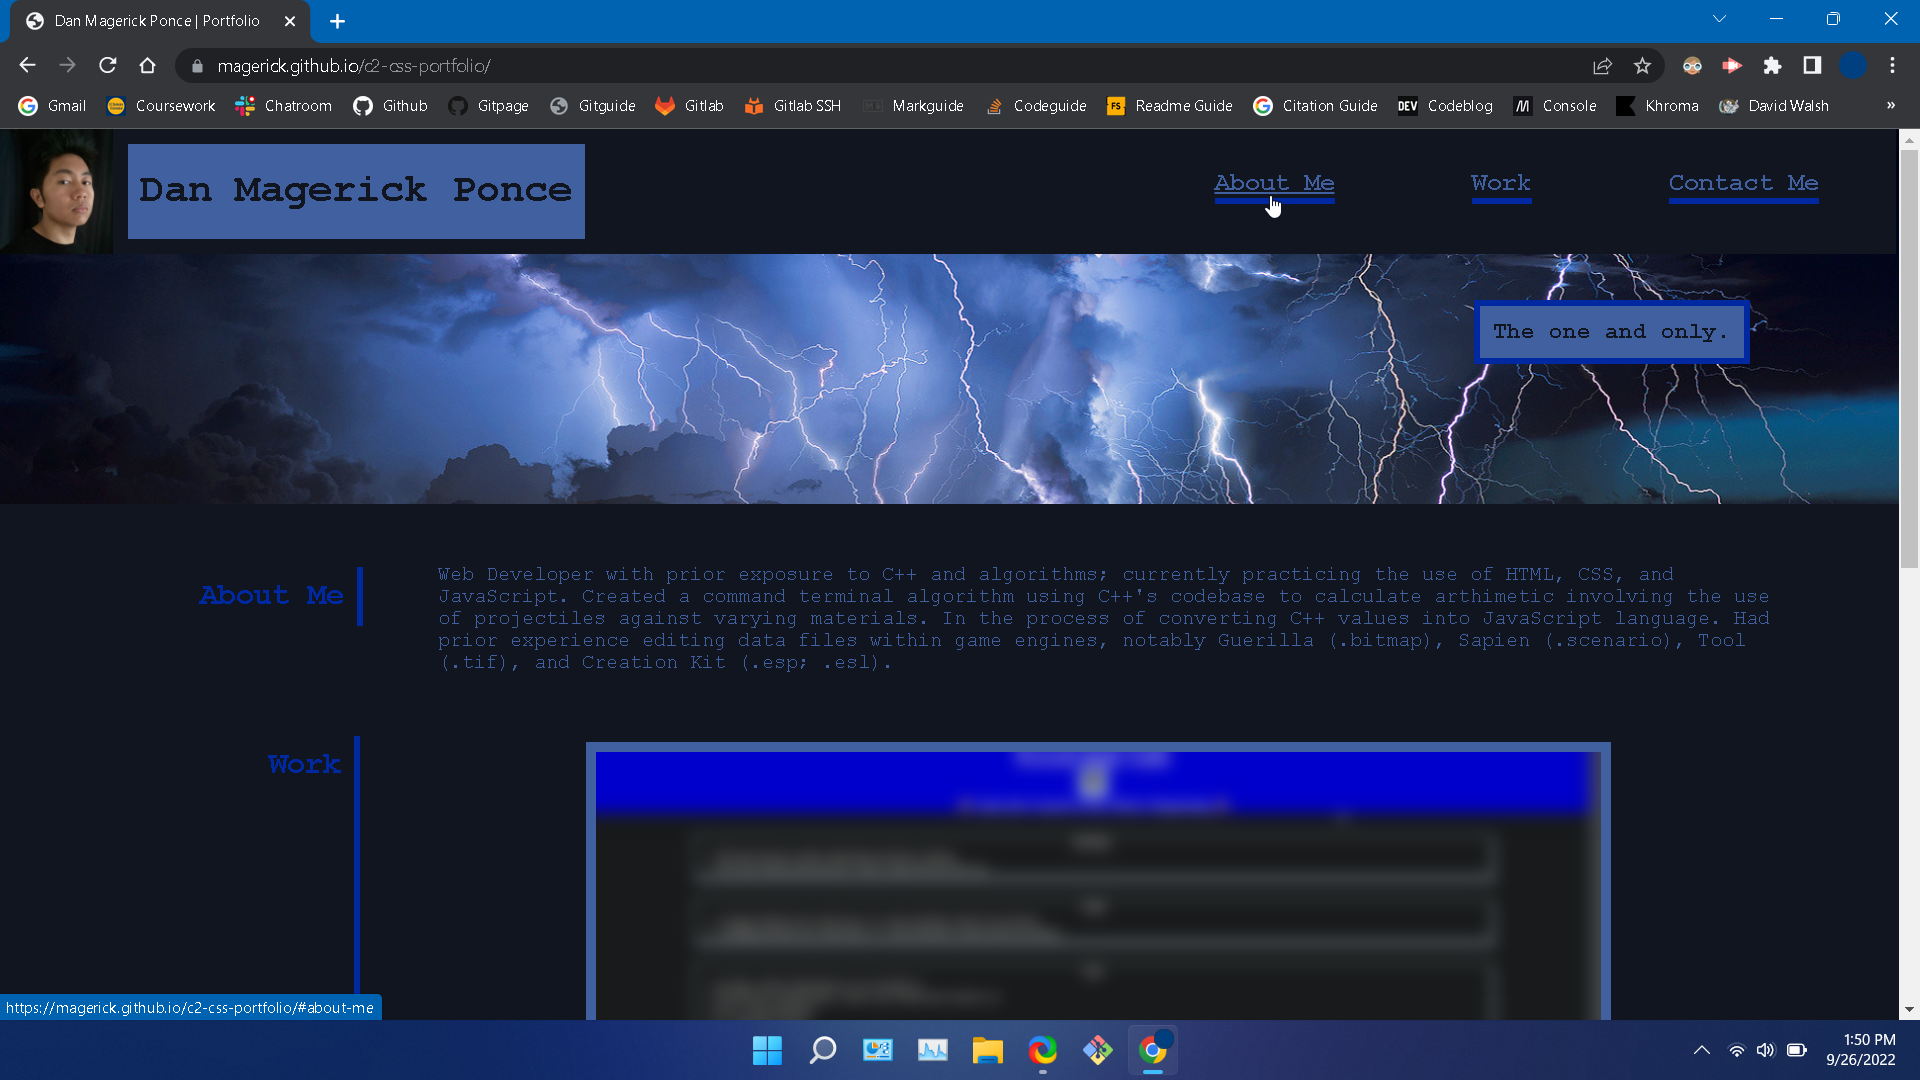 Dan Magerick Ponce | Portfolio
magerick.github.io/c2-css-portfolio/
Gmail Coursework Chatroom Github Gitpage Gitguide Gitlab Gitlab SSH Markguide Codeguide Readme Guide Citation Guide DEV Codeblog Console Khroma David Walsh »
Dan Magerick Ponce
About Me Work Contact Me
The one and only.
About Me
Web Developer with prior exposure to C++ and algorithms; currently practicing the use of HTML, CSS, and
JavaScript. Created a command terminal algorithm using C++'s codebase to calculate arthimetic involving the use
of projectiles against varying materials. In the process of converting C++ values into JavaScript language. Had
prior experience editing data files within game engines, notably Guerilla (.bitmap), Sapien (.scenario), Tool
(.tif), and Creation Kit (.esp; .esl).
Work
https://magerick.github.io/c2-css-portfolio/#about-me
1:50 PM
9/26/2022